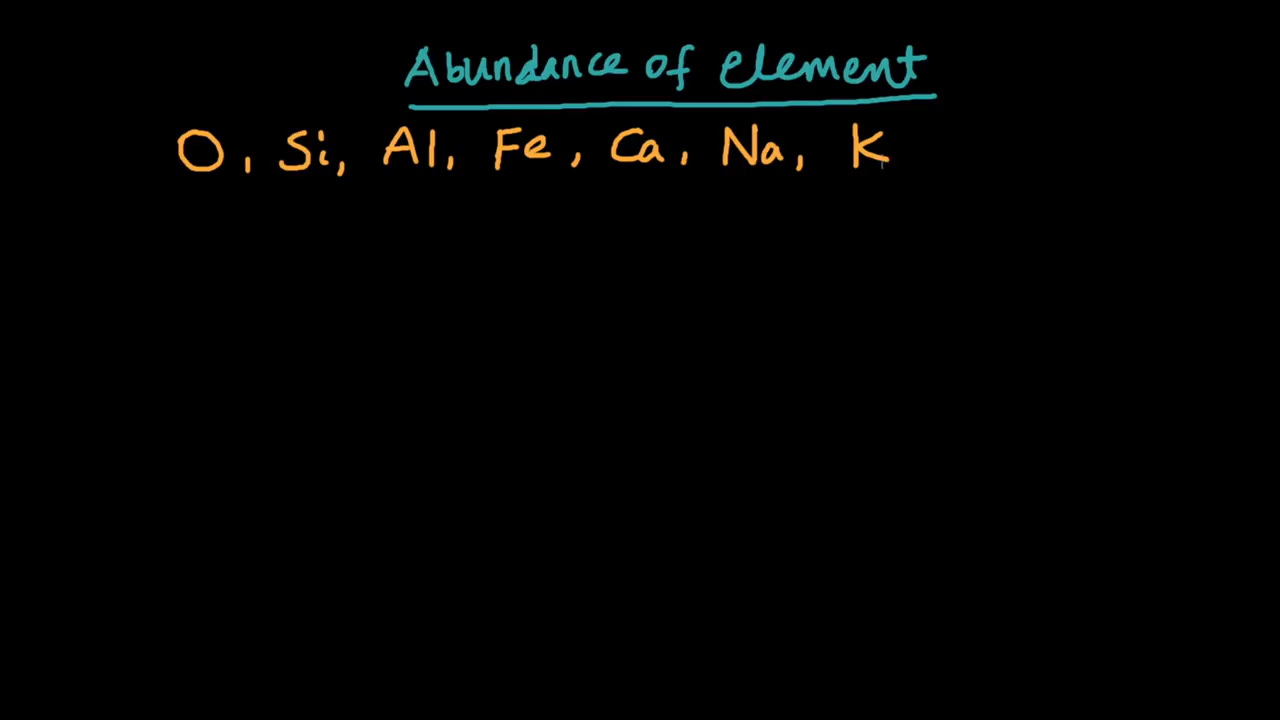 Abundance of element
O, Si, Al, Fe, Ca, Na, K